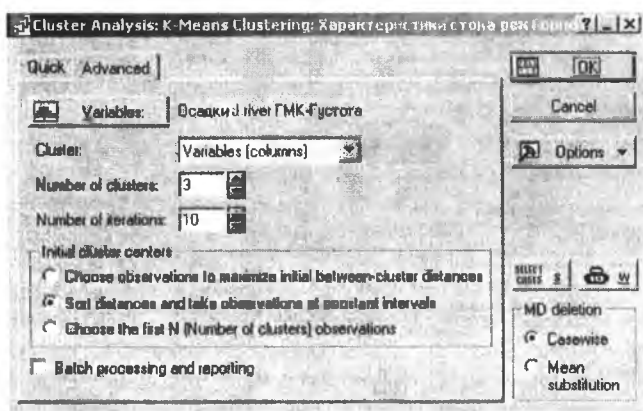 Cluster Analysis: K-Means Clustering: Характеристики стока рек
Quick Advanced
OK
Variables: Осадки J river ГМК-Густота
Cancel
Cluster: Variables (columns)
Options
Number of clusters: 3
Number of iterations: 10
Initial cluster centers
Choose observations to maximize initial between-cluster distances
Sort distances and take observations at constant intervals
Choose the first N (Number of clusters) observations
SELECT CASES S W
MD deletion
Casewise
Mean substitution
Batch processing and reporting